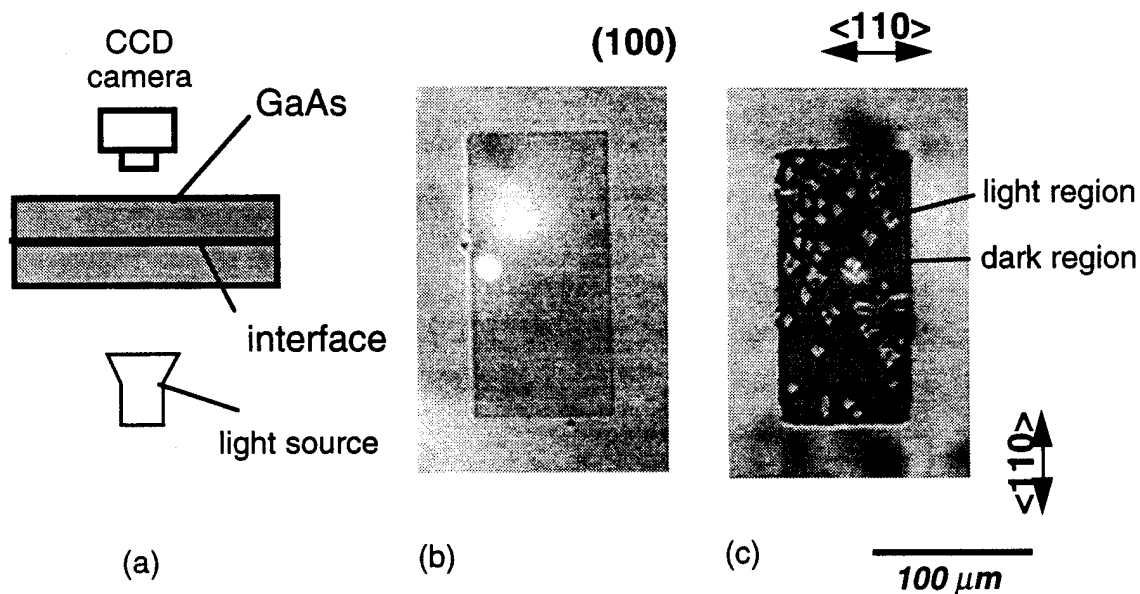 CCD
camera
GaAs
interface
light source
(a)
(100)
(b)
<110>
light region
dark region
<110>
(c)
100 μm